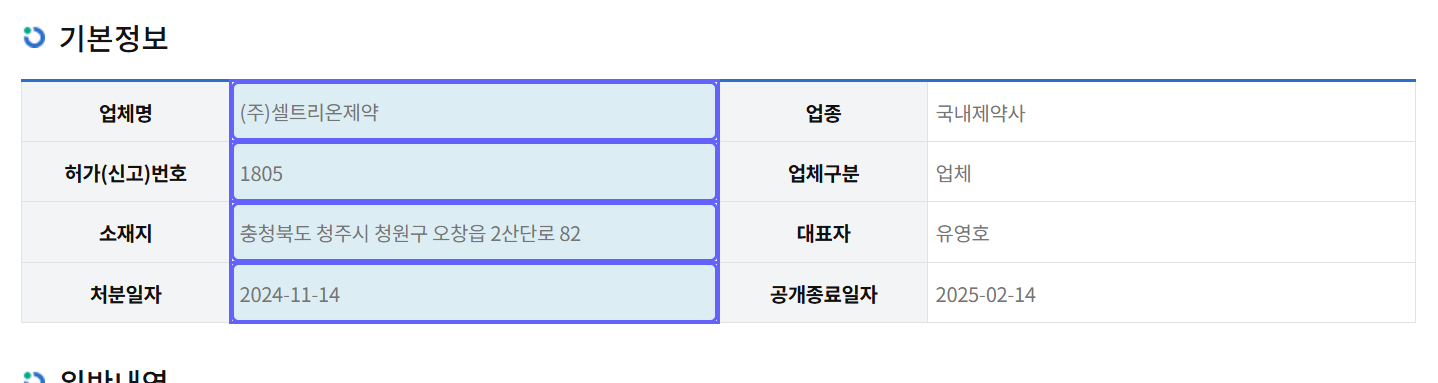 기본정보
업체명 (주)셀트리온제약 업종 국내제약사
허가(신고)번호 1805 업체구분 업체
소재지 충청북도 청주시 청원구 오창읍 2산단로 82 대표자 유영호
처분일자 2024-11-14 공개종료일자 2025-02-14